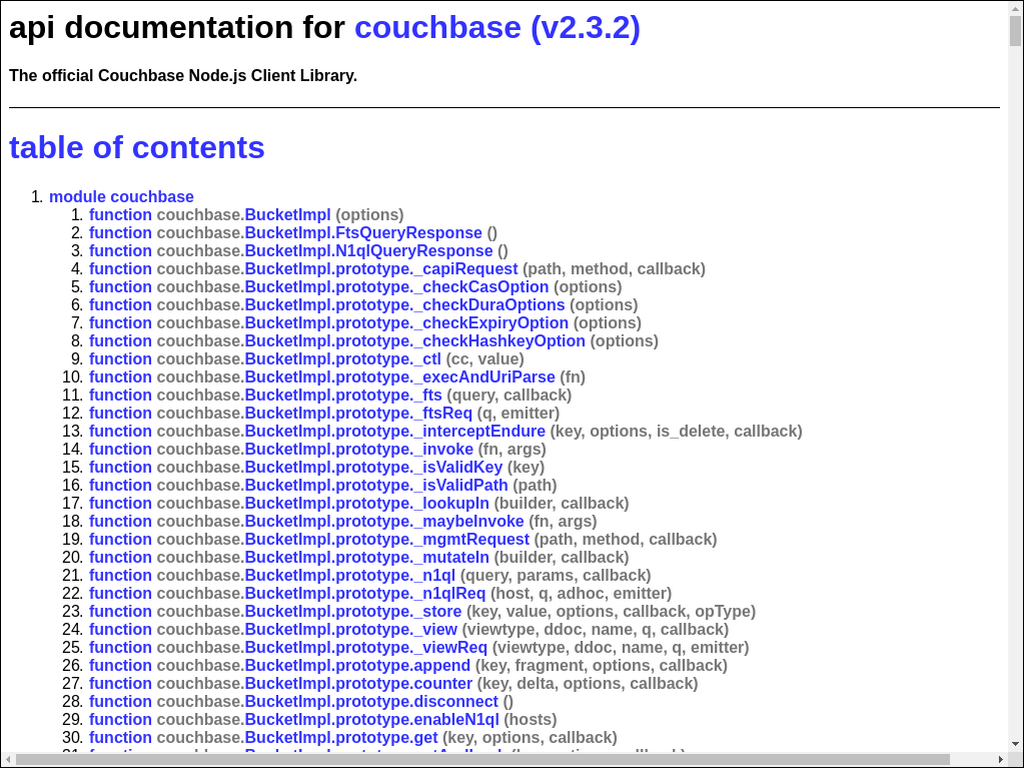 api documentation for couchbase (v2.3.2)
The official Couchbase Node.js Client Library.
table of contents
1. module couchbase
1. function couchbase.BucketImpl (options)
2. function couchbase.BucketImpl.FtsQueryResponse ()
3. function couchbase.BucketImpl.N1qlQueryResponse ()
4. function couchbase.BucketImpl.prototype._capiRequest (path, method, callback)
5. function couchbase.BucketImpl.prototype._checkCasOption (options)
6. function couchbase.BucketImpl.prototype._checkDuraOptions (options)
7. function couchbase.BucketImpl.prototype._checkExpiryOption (options)
8. function couchbase.BucketImpl.prototype._checkHashkeyOption (options)
9. function couchbase.BucketImpl.prototype._ctl (cc, value)
10. function couchbase.BucketImpl.prototype._execAndUriParse (fn)
11. function couchbase.BucketImpl.prototype._fts (query, callback)
12. function couchbase.BucketImpl.prototype._ftsReq (q, emitter)
13. function couchbase.BucketImpl.prototype._interceptEndure (key, options, is_delete, callback)
14. function couchbase.BucketImpl.prototype._invoke (fn, args)
15. function couchbase.BucketImpl.prototype._isValidKey (key)
16. function couchbase.BucketImpl.prototype._isValidPath (path)
17. function couchbase.BucketImpl.prototype._lookupIn (builder, callback)
18. function couchbase.BucketImpl.prototype._maybeInvoke (fn, args)
19. function couchbase.BucketImpl.prototype._mgmtRequest (path, method, callback)
20. function couchbase.BucketImpl.prototype._mutateIn (builder, callback)
21. function couchbase.BucketImpl.prototype._n1ql (query, params, callback)
22. function couchbase.BucketImpl.prototype._n1qlReq (host, q, adhoc, emitter)
23. function couchbase.BucketImpl.prototype._store (key, value, options, callback, opType)
24. function couchbase.BucketImpl.prototype._view (viewtype, ddoc, name, q, callback)
25. function couchbase.BucketImpl.prototype._viewReq (viewtype, ddoc, name, q, emitter)
26. function couchbase.BucketImpl.prototype.append (key, fragment, options, callback)
27. function couchbase.BucketImpl.prototype.counter (key, delta, options, callback)
28. function couchbase.BucketImpl.prototype.disconnect ()
29. function couchbase.BucketImpl.prototype.enableN1ql (hosts)
30. function couchbase.BucketImpl.prototype.get (key, options, callback)